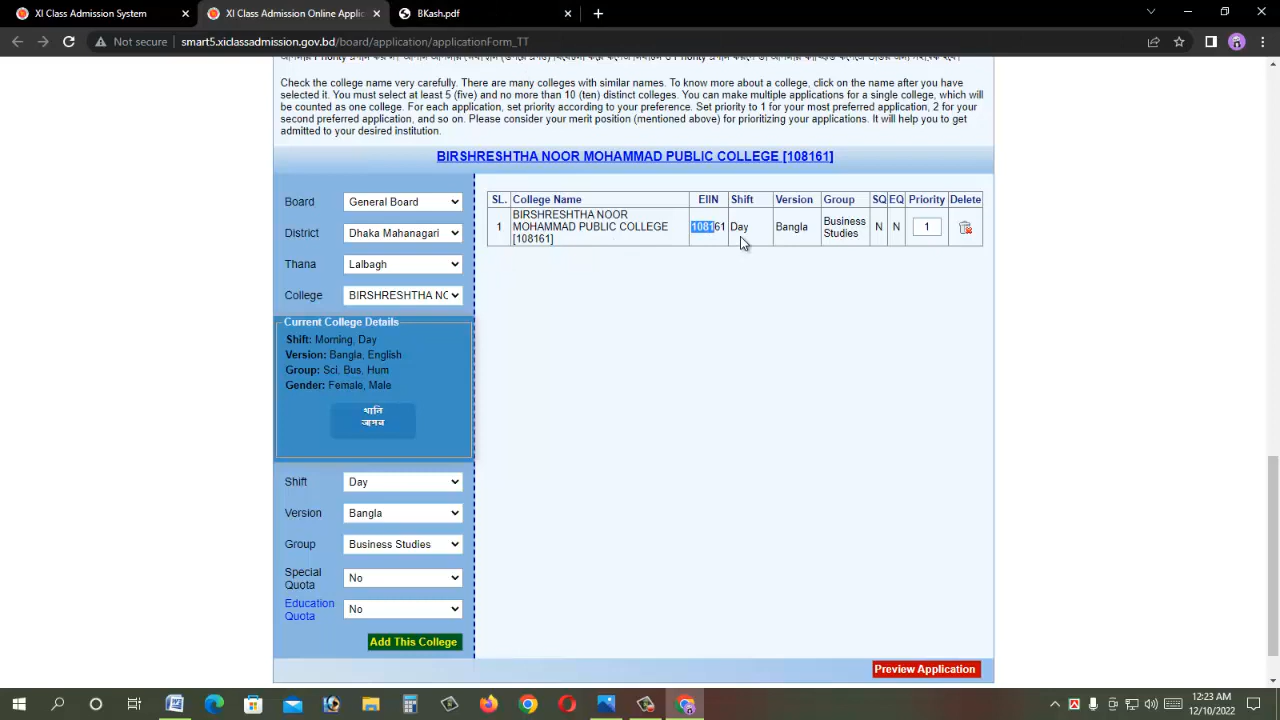 XI Class Admission System
XI Class Admission Online Applic
BKash.pdf
Not secure
smart5.xiclassadmission.gov.bd/board/application/applicationForm_TT
Check the college name very carefully. There are many colleges with similar names. To know more about a college, click on the name after you have
selected it. You must select at least 5 (five) and no more than 10 (ten) distinct colleges. You can make multiple applications for a single college, which will
be counted as one college. For each application, set priority according to your preference. Set priority to 1 for your most preferred application, 2 for your
second preferred application, and so on. Please consider your merit position (mentioned above) for prioritizing your applications. It will help you to get
admitted to your desired institution.
BIRSHRESHTHA NOOR MOHAMMAD PUBLIC COLLEGE [108161]
Board General Board
District Dhaka Mahanagari
Thana Lalbagh
College BIRSHRESHTHA NC
Current College Details
Shift: Morning, Day
Version: Bangla, English
Group: Sci, Bus, Hum
Gender: Female, Male
খালি
আসন
Shift Day
Version Bangla
Group Business Studies
Special
Quota No
Education
Quota No
Add This College
SL. College Name EIIN Shift Version Group SQ EQ Priority Delete
1 BIRSHRESHTHA NOOR
MOHAMMAD PUBLIC COLLEGE
[108161] 108161 Day Bangla Business
Studies N N 1
Preview Application
12:23 AM
12/10/2022